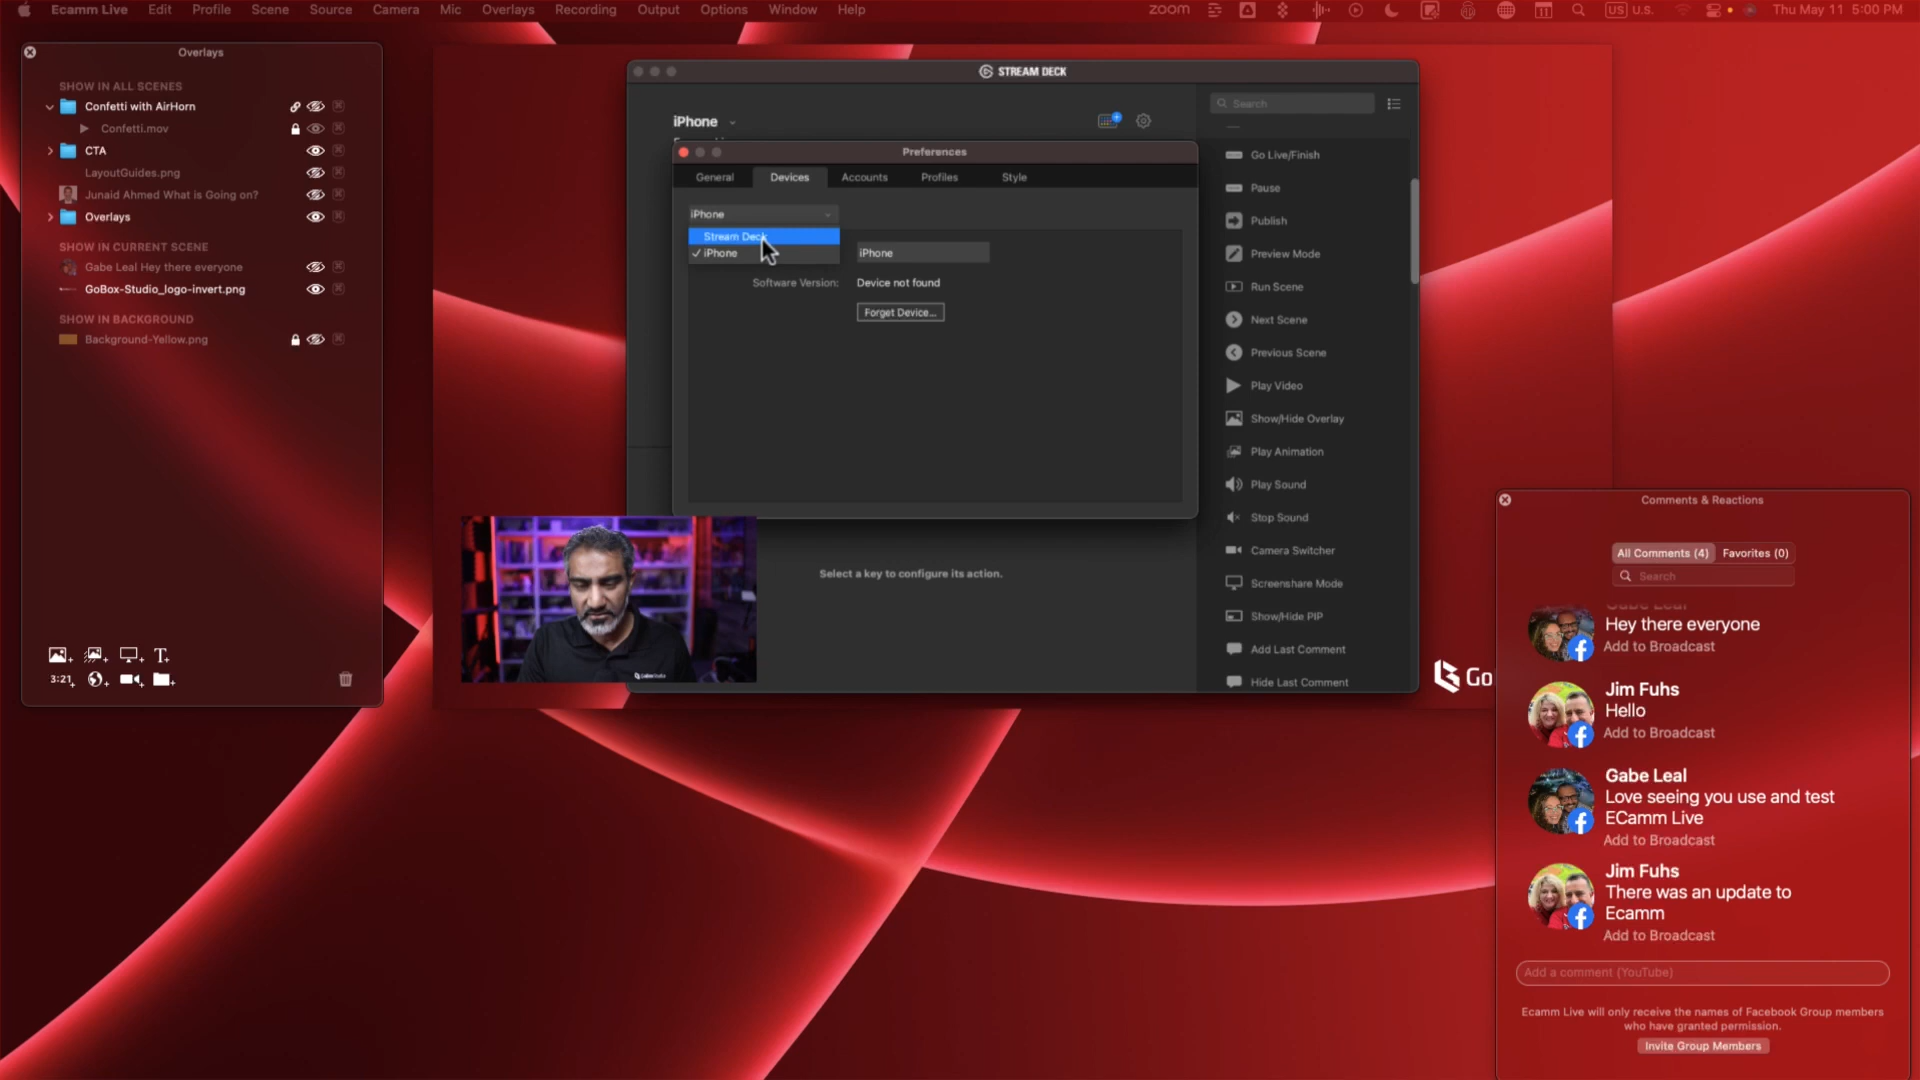 Ecamm Live Edit Profile Scene Source Camera Mic Overlays Recording Output Options Window Help
zoom
11
US U.S.
Thu May 11 5:00 PM
Overlays
SHOW IN ALL SCENES
Confetti with AirHorn
Confetti.mov
CTA
LayoutGuides.png
Junaid Ahmed What is Going on?
Overlays
SHOW IN CURRENT SCENE
Gabe Leal Hey there everyone
GoBox-Studio_logo-invert.png
SHOW IN BACKGROUND
Background-Yellow.png
T+
3:21+
STREAM DECK
iPhone
Preferences
General Devices Accounts Profiles Style
iPhone
Stream Deck
✓ iPhone
iPhone
Software Version: Device not found
Forget Device...
Select a key to configure its action.
Search
Go Live/Finish
Pause
Publish
Preview Mode
Run Scene
Next Scene
Previous Scene
Play Video
Show/Hide Overlay
Play Animation
Play Sound
Stop Sound
Camera Switcher
Screenshare Mode
Show/Hide PIP
Add Last Comment
Hide Last Comment
Go
Comments & Reactions
All Comments (4) Favorites (0)
Search
Gabe Leal
Hey there everyone
Add to Broadcast
Jim Fuhs
Hello
Add to Broadcast
Gabe Leal
Love seeing you use and test
ECamm Live
Add to Broadcast
Jim Fuhs
There was an update to
Ecamm
Add to Broadcast
Add a comment (YouTube)
Ecamm Live will only receive the names of Facebook Group members
who have granted permission.
Invite Group Members